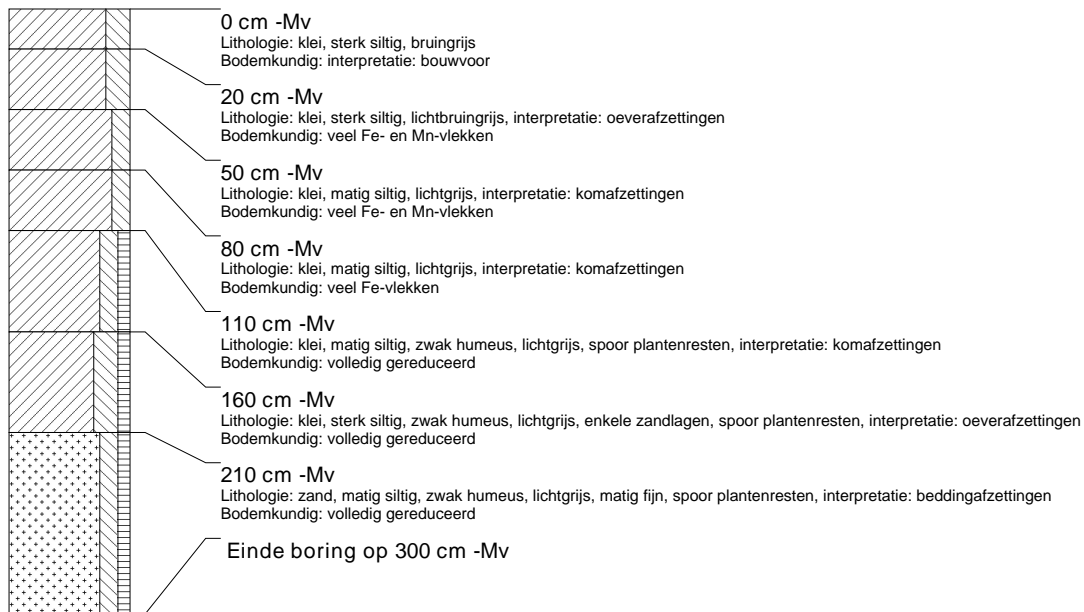 0 cm -Mv
Lithologie: klei, sterk siltig, bruingrijs
Bodemkundig: interpretatie: bouwvoor
20 cm -Mv
Lithologie: klei, sterk siltig, lichtbruingrijs, interpretatie: oeverafzettingen
Bodemkundig: veel Fe- en Mn-vlekken
50 cm -Mv
Lithologie: klei, matig siltig, lichtgrijs, interpretatie: komafzettingen
Bodemkundig: veel Fe- en Mn-vlekken
80 cm -Mv
Lithologie: klei, matig siltig, lichtgrijs, interpretatie: komafzettingen
Bodemkundig: veel Fe-vlekken
110 cm -Mv
Lithologie: klei, matig siltig, zwak humeus, lichtgrijs, spoor plantenresten, interpretatie: komafzettingen
Bodemkundig: volledig gereduceerd
160 cm -Mv
Lithologie: klei, sterk siltig, zwak humeus, lichtgrijs, enkele zandlagen, spoor plantenresten, interpretatie: oeverafzettingen
Bodemkundig: volledig gereduceerd
210 cm -Mv
Lithologie: zand, matig siltig, zwak humeus, lichtgrijs, matig fijn, spoor plantenresten, interpretatie: beddingafzettingen
Bodemkundig: volledig gereduceerd
Einde boring op 300 cm -Mv